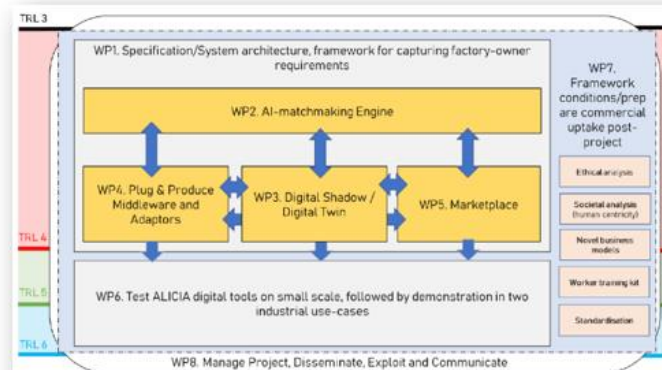 TRL 3
WP1. Specification/System architecture, framework for capturing factory-owner
requirements
WP2. AI-matchmaking Engine
WP4. Plug & Produce
Middleware and
Adaptors
WP3. Digital Shadow /
Digital Twin
WP5. Marketplace
TRL 4
WP6. Test ALICIA digital tools on small scale, followed by demonstration in two
industrial use-cases
TRL 5
TRL 6
WP7.
Framework
conditions/prep
are commercial
uptake post-
project
Ethical analysis
Societal analysis
(human centricity)
Novel business
models
Worker training kit
Standardisation
WP8. Manage Project, Disseminate, Exploit and Communicate